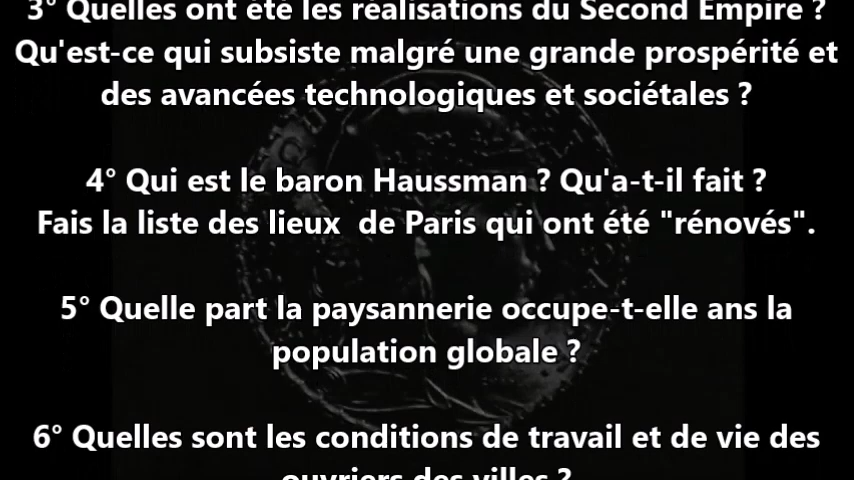 3° Quelles ont été les réalisations du Second Empire ?
Qu'est-ce qui subsiste malgré une grande prospérité et
des avancées technologiques et sociétales ?
4° Qui est le baron Haussman ? Qu'a-t-il fait ?
Fais la liste des lieux  de Paris qui ont été "rénovés".
5° Quelle part la paysannerie occupe-t-elle ans la
population globale ?
6° Quelles sont les conditions de travail et de vie des
ouvriers des villes ?